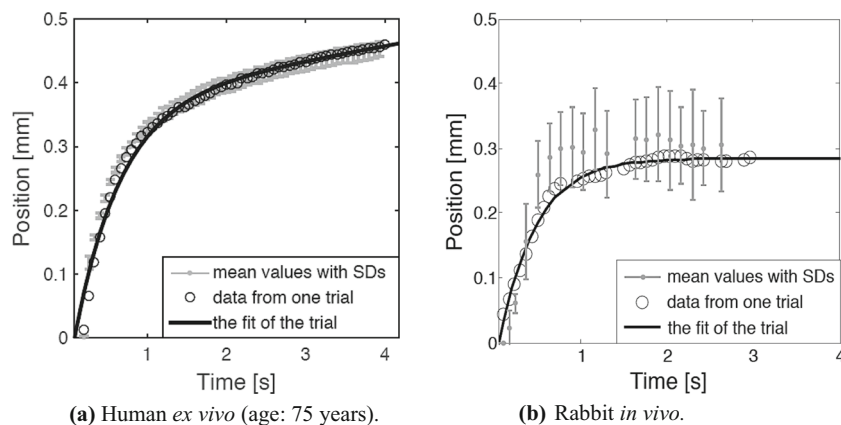 0.5
0.4
0.3
0.2
0.1
0
Position [mm]
mean values with SDs
data from one trial
the fit of the trial
1 2 3 4
Time [s]
(a) Human ex vivo (age: 75 years).
b)
0.5
0.4
0.3
0.2
0.1
0
Position [mm]
mean values with SDs
data from one trial
the fit of the trial
1 2 3 4
Time [s]
(b) Rabbit in vivo.